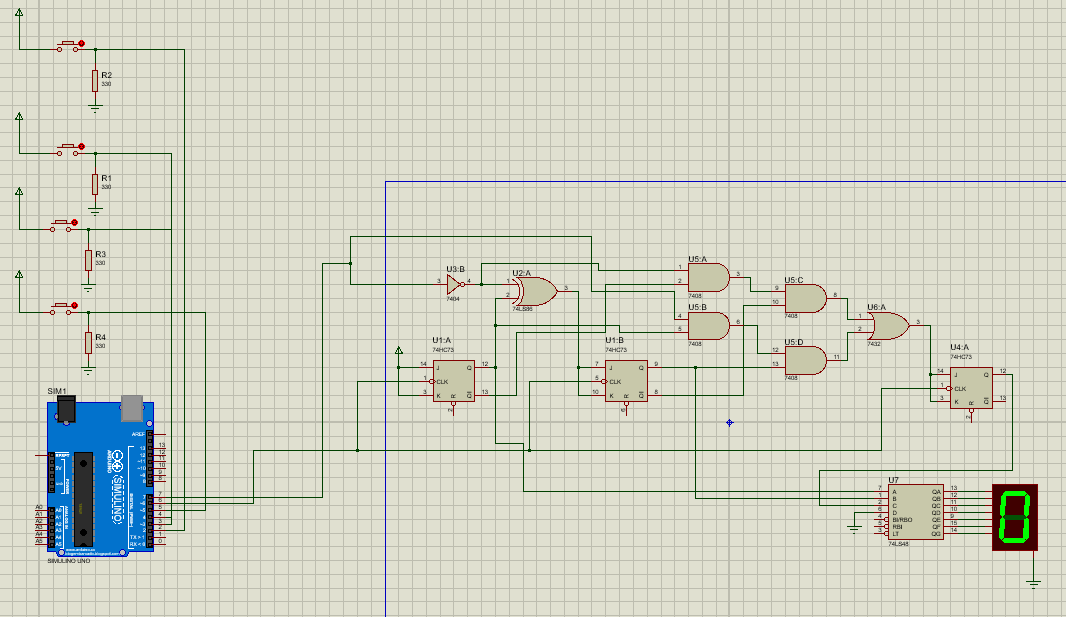 R2
330
R1
330
R3
330
R4
330
U3:B
3
4
7404
U2:A
1
2
3
74LS86
U5:A
1
2
3
7408
U5:B
4
5
6
7408
U5:C
9
10
8
7408
U5:D
12
13
11
7408
U6:A
1
2
3
7432
U1:A
74HC73
14
J
Q
12
1
CLK
3
K
R
Q
13
2
U1:B
74HC73
7
J
Q
9
5
CLK
10
K
R
Q
8
6
U4:A
74HC73
14
J
Q
12
1
CLK
3
K
R
Q
13
2
SIM1
AREF
13
12
11
10
9
8
7
6
5
4
3
2
1
0
RESET
5V
A0
A1
A2
A3
A4
A5
ARDUINO
SIMULINO
TX > 1
RX < 0
SIMULINO UNO
U7
7
A
QA
13
1
B
QB
12
2
C
QC
11
6
D
QD
10
4
BI/RBO
QE
9
5
RBI
QF
15
3
LT
QG
14
74LS48
0